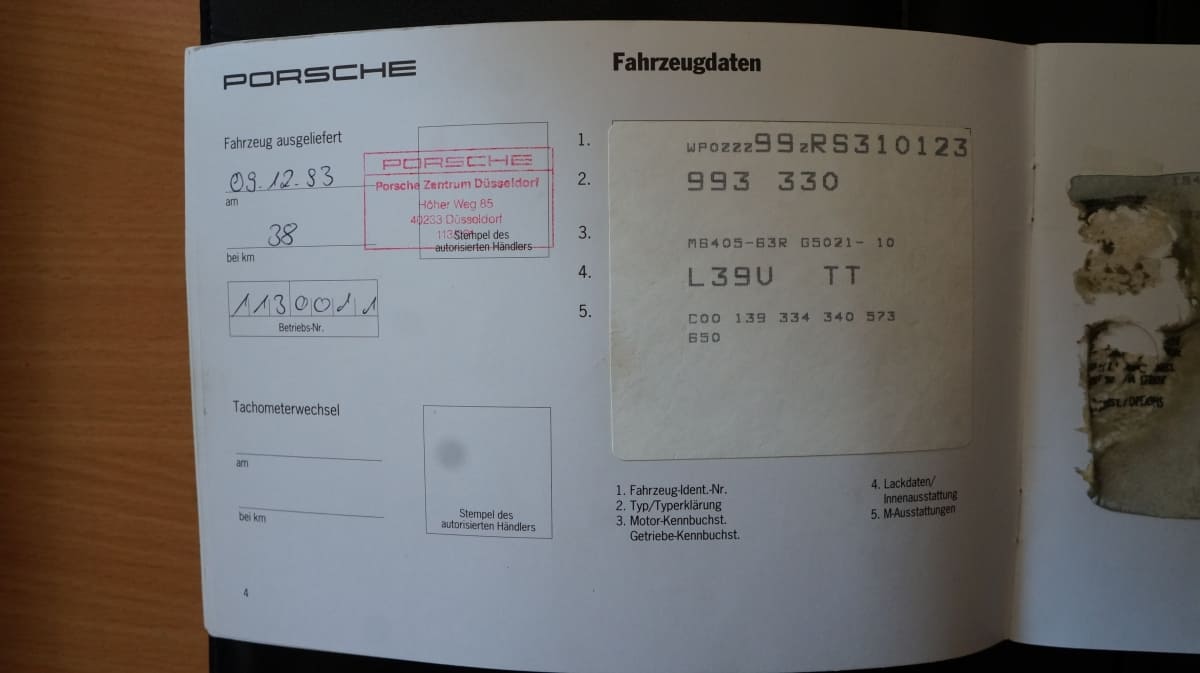 PORSCHE
Fahrzeugdaten
Fahrzeug ausgeliefert
09.12.93
am
38
bei km
1130011
Betriebs-Nr.
PORSCHE
Porsche Zentrum Düsseldorf
Höher Weg 85
40233 Düsseldorf
Stempel des
autorisierten Händlers
Tachometerwechsel
am
bei km
Stempel des
autorisierten Händlers
4
1. WP0ZZZ99ZRS310123
2. 993 330
3. M6405-63R G5021- 10
4. L39U TT
5. C00 139 334 340 573
650
1. Fahrzeug-Ident.-Nr.
2. Typ/Typerklärung
3. Motor-Kennbuchst.
Getriebe-Kennbuchst.
4. Lackdaten/
Innenausstattung
5. M-Ausstattungen